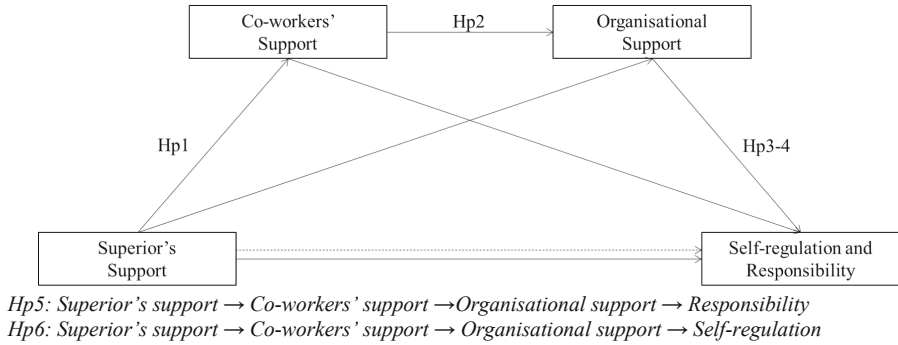 Co-workers’
Support
Hp2
Organisational
Support
Hp1
Hp3-4
Superior’s
Support
Self-regulation and
Responsibility
Hp5: Superior’s support → Co-workers’ support →Organisational support → Responsibility
Hp6: Superior’s support → Co-workers’ support → Organisational support → Self-regulation